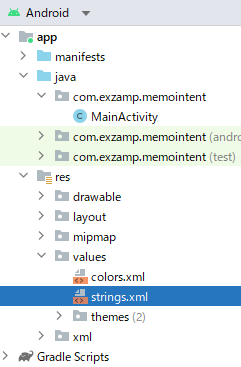 Android
app
manifests
java
com.exzamp.memointent
MainActivity
com.exzamp.memointent (andro
com.exzamp.memointent (test)
res
drawable
layout
mipmap
values
colors.xml
strings.xml
themes (2)
xml
Gradle Scripts